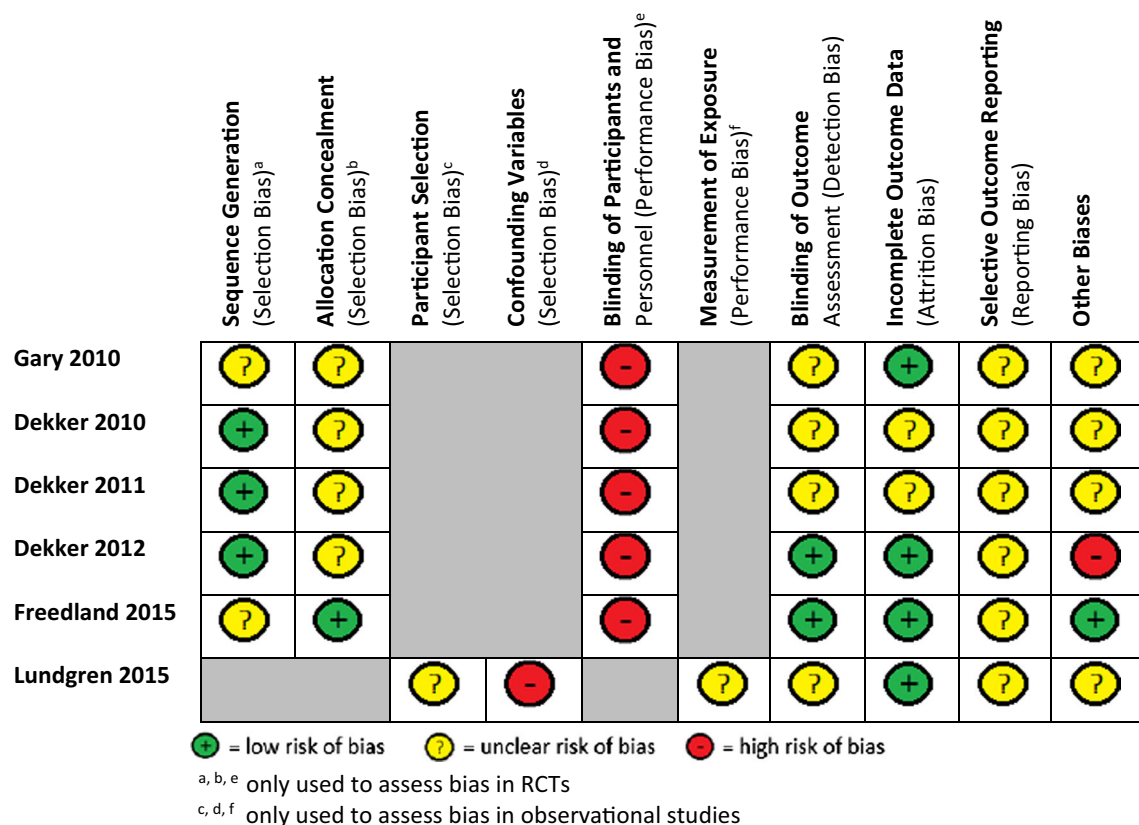 Sequence Generation
(Selection Bias)a
Allocation Concealment
(Selection Bias)b
Participant Selection
(Selection Bias)c
Confounding Variables
(Selection Bias)d
Blinding of Participants and
Personnel (Performance Bias)e
Measurement of Exposure
(Performance Bias)f
Blinding of Outcome
Assessment (Detection Bias)
Incomplete Outcome Data
(Attrition Bias)
Selective Outcome Reporting
(Reporting Bias)
Other Biases
Gary 2010 ? ? - ? + ? ?
Dekker 2010 + ? - ? ? ? ?
Dekker 2011 + ? - ? ? ? ?
Dekker 2012 + ? - + + ? -
Freedland 2015 ? + - + + ? +
Lundgren 2015 ? - ? ? + ? ?
+ = low risk of bias ? = unclear risk of bias - = high risk of bias
a, b, e only used to assess bias in RCTs
c, d, f only used to assess bias in observational studies